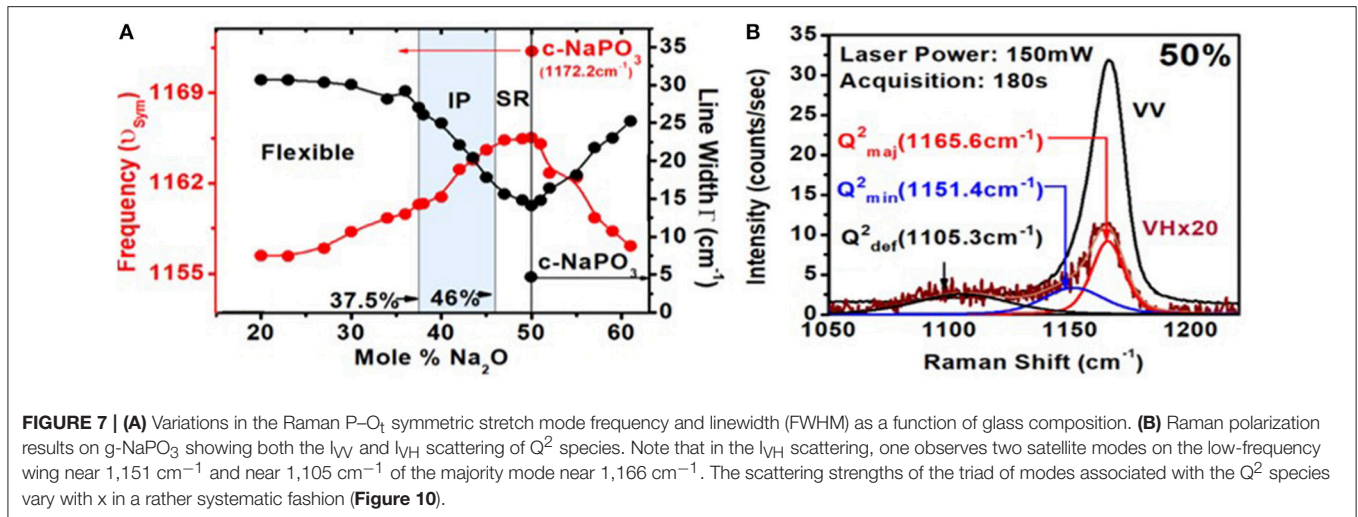 A
Frequency (ʋSym)
1169
1162
1155
c-NaPO3
(1172.2cm-1)
IP
SR
Flexible
37.5%
46%
c-NaPO3
20
30
40
50
60
Mole % Na2O
35
30
25
20
15
10
5
0
Line Width Γ (cm-1)
B
Intensity (counts/sec)
35
30
25
20
15
10
5
0
Laser Power: 150mW
Acquisition: 180s
50%
VV
Q2maj(1165.6cm-1)
Q2min(1151.4cm-1)
Q2def(1105.3cm-1)
VHx20
1050
1100
1150
1200
Raman Shift (cm-1)
FIGURE 7 | (A) Variations in the Raman P–Ot symmetric stretch mode frequency and linewidth (FWHM) as a function of glass composition. (B) Raman polarization
results on g-NaPO3 showing both the IVV and IVH scattering of Q2 species. Note that in the IVH scattering, one observes two satellite modes on the low-frequency
wing near 1,151 cm−1 and near 1,105 cm−1 of the majority mode near 1,166 cm−1. The scattering strengths of the triad of modes associated with the Q2 species
vary with x in a rather systematic fashion (Figure 10).